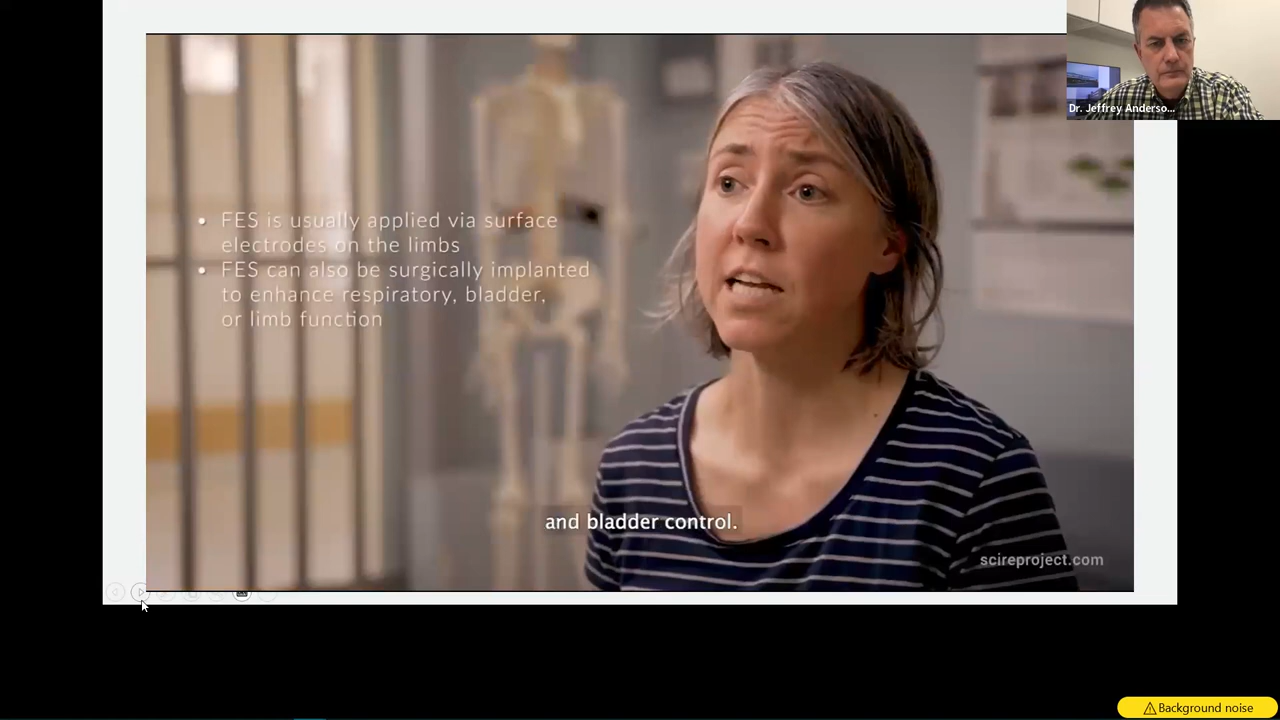 Dr. Jeffrey Anderso...
• FES is usually applied via surface
electrodes on the limbs
• FES can also be surgically implanted
to enhance respiratory, bladder,
or limb function
and bladder control.
scireproject.com
Background noise